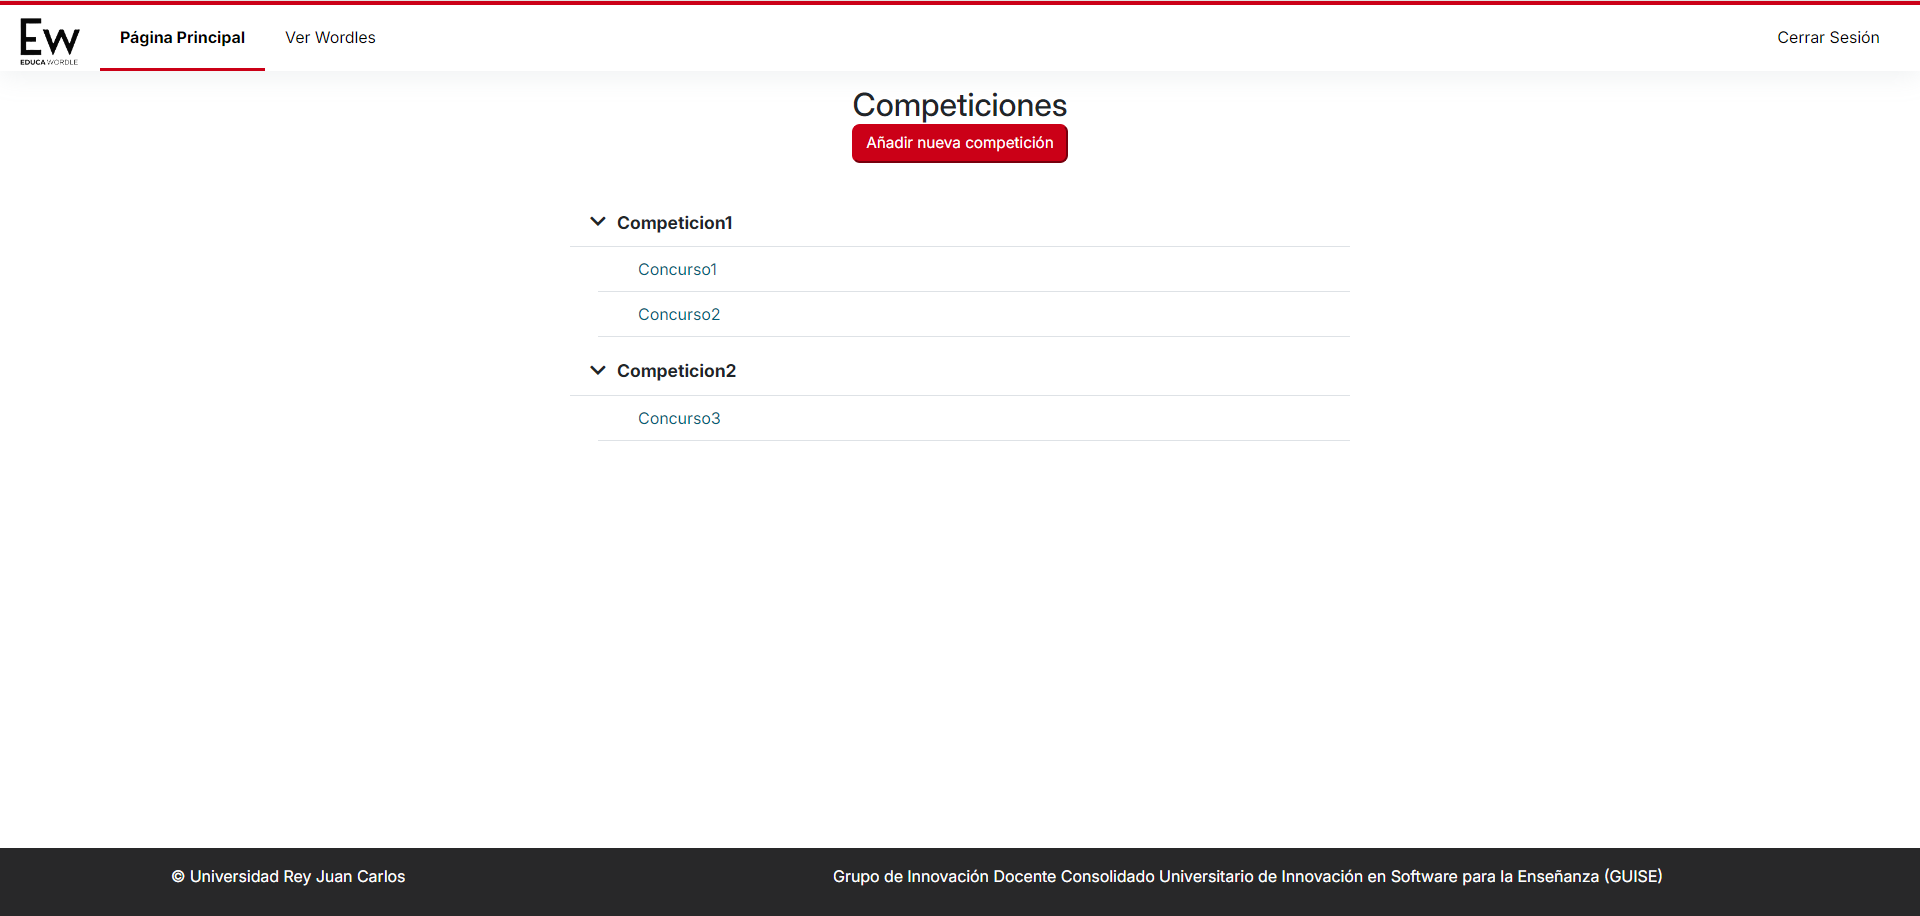 Ew
EDUCA WORDLE
Página Principal
Ver Wordles
Cerrar Sesión
Competiciones
Añadir nueva competición
Competicion1
Concurso1
Concurso2
Competicion2
Concurso3
© Universidad Rey Juan Carlos
Grupo de Innovación Docente Consolidado Universitario de Innovación en Software para la Enseñanza (GUISE)